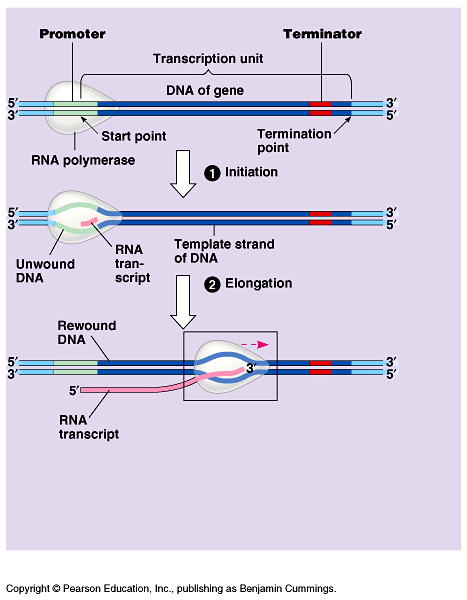 Promoter
Terminator
Transcription unit
DNA of gene
5′
3′
3′
5′
Start point
Termination
point
RNA polymerase
1 Initiation
5′
3′
3′
5′
Unwound
DNA
RNA
tran-
script
Template strand
of DNA
2 Elongation
Rewound
DNA
5′
3′
3′
3′
5′
5′
RNA
transcript
Copyright © Pearson Education, Inc., publishing as Benjamin Cummings.